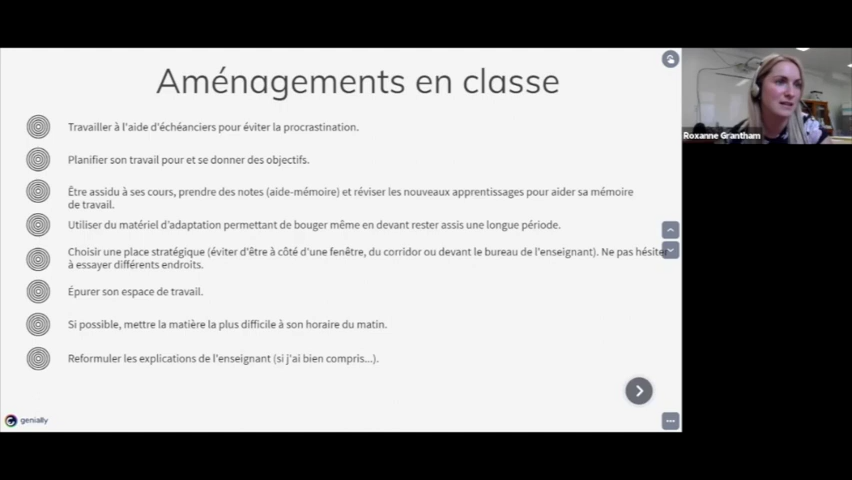 Aménagements en classe
Travailler à l'aide d'échéanciers pour éviter la procrastination.
Planifier son travail pour et se donner des objectifs.
Être assidu à ses cours, prendre des notes (aide-mémoire) et réviser les nouveaux apprentissages pour aider sa mémoire
de travail.
Utiliser du matériel d'adaptation permettant de bouger même en devant rester assis une longue période.
Choisir une place stratégique (éviter d'être à côté d'une fenêtre, du corridor ou devant le bureau de l'enseignant). Ne pas hésiter
à essayer différents endroits.
Épurer son espace de travail.
Si possible, mettre la matière la plus difficile à son horaire du matin.
Reformuler les explications de l'enseignant (si j'ai bien compris...).
genially
Roxanne Grantham